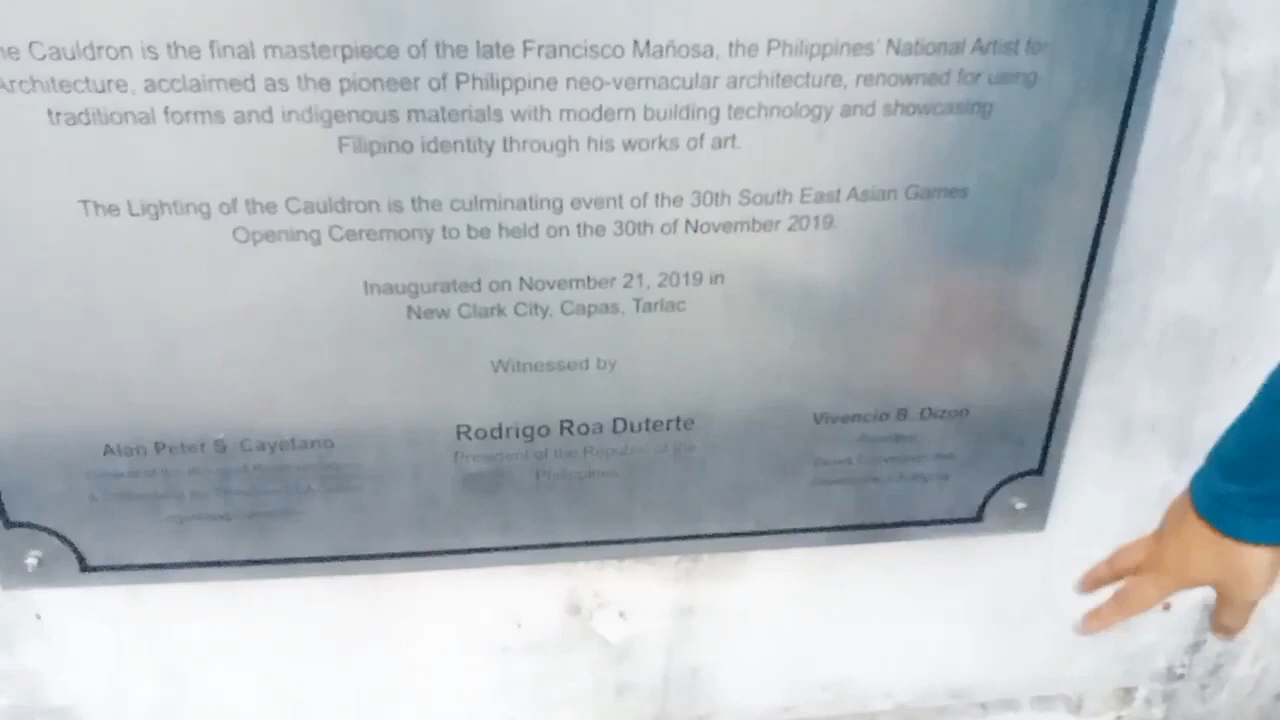 he Cauldron is the final masterpiece of the late Francisco Mañosa, the Philippines' National Artist for
Architecture, acclaimed as the pioneer of Philippine neo-vernacular architecture, renowned for using
traditional forms and indigenous materials with modern building technology and showcasing
Filipino identity through his works of art.
The Lighting of the Cauldron is the culminating event of the 30th South East Asian Games
Opening Ceremony to be held on the 30th of November 2019.
Inaugurated on November 21, 2019 in
New Clark City, Capas, Tarlac
Witnessed by
Alan Peter S. Cayetano
Rodrigo Roa Duterte
President of the Republic of the
Philippines
Vivencio B. Dizon
President